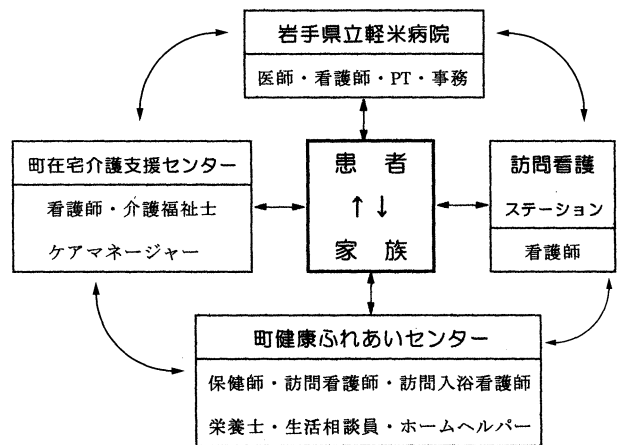 岩手県立軽米病院
医師・看護師・PT・事務
町在宅介護支援センター
看護師・介護福祉士
ケアマネージャー
患者
↑↓
家族
訪問看護
ステーション
看護師
町健康ふれあいセンター
保健師・訪問看護師・訪問入浴看護師
栄養士・生活相談員・ホームヘルパー